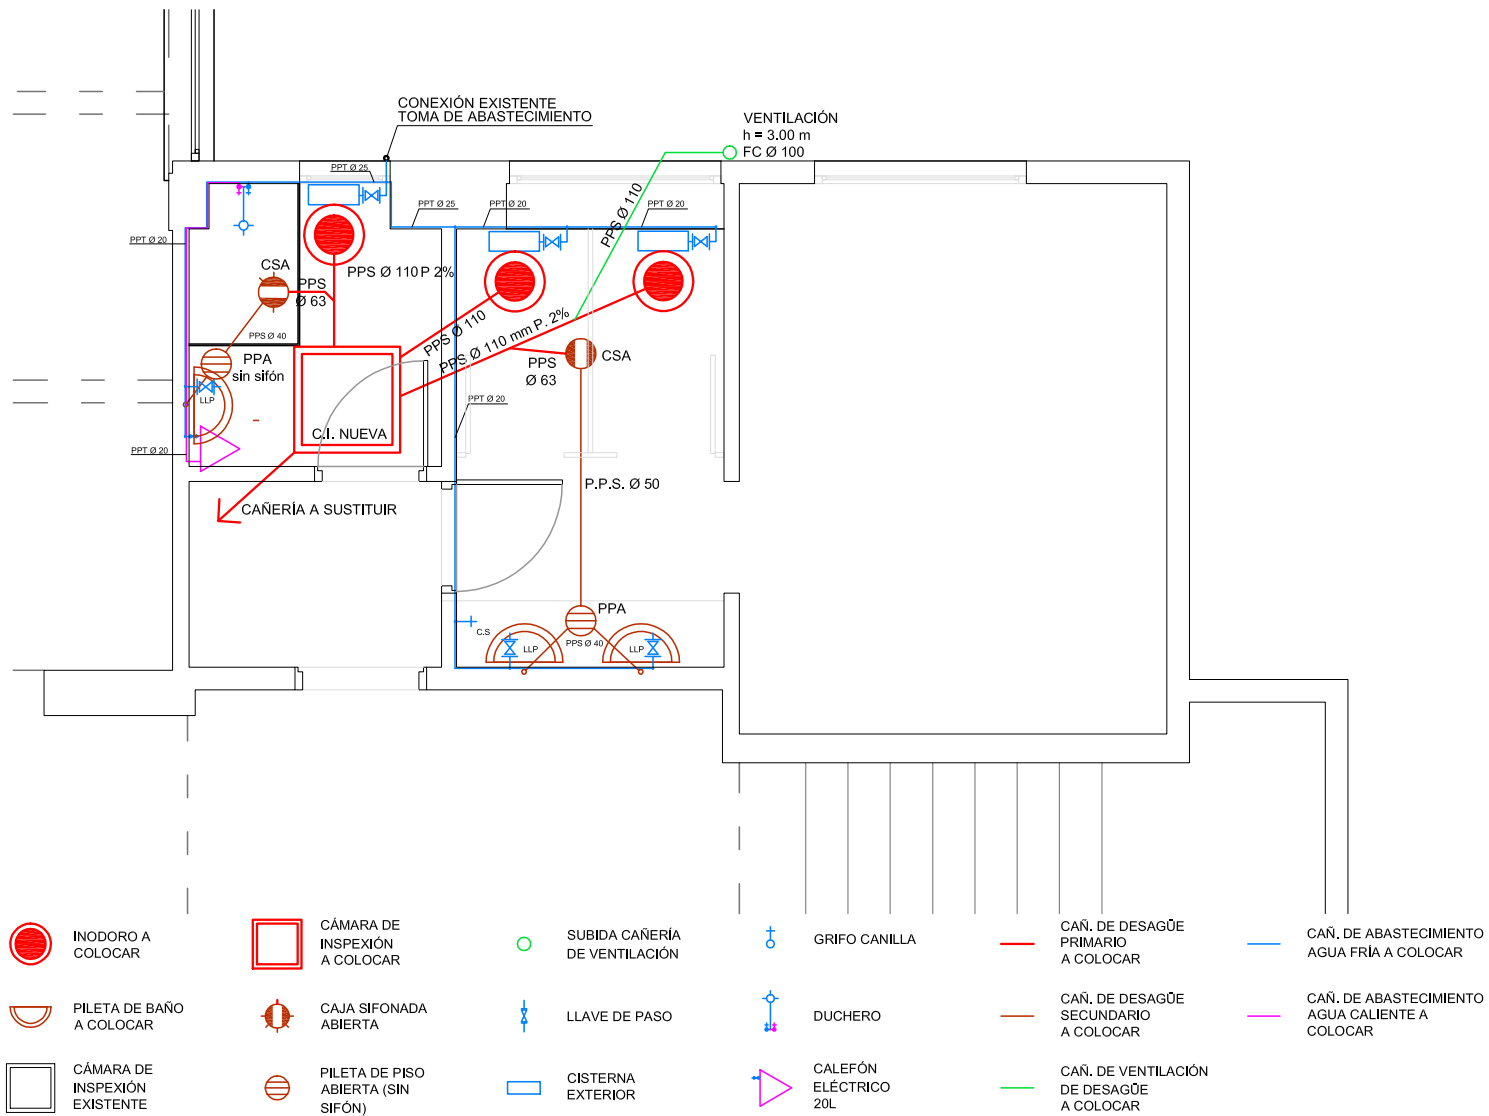 CONEXIÓN EXISTENTE
TOMA DE ABASTECIMIENTO
VENTILACIÓN
h = 3.00 m
FC Ø 100
PPT Ø 25
PPT Ø 25
PPT Ø 20
PPT Ø 20
PPS Ø 110
PPT Ø 20
CSA
PPS
Ø 63
PPS Ø 110 P 2%
PPS Ø 40
PPS Ø 110
PPS Ø 110 mm P. 2%
PPA
sin sifón
PPS
Ø 63
CSA
LLP
PPT Ø 20
C.I. NUEVA
PPT Ø 20
P.P.S. Ø 50
CAÑERÍA A SUSTITUIR
PPA
C.S
LLP
PPS Ø 40
LLP
INODORO A
COLOCAR
CÁMARA DE
INSPEXIÓN
A COLOCAR
SUBIDA CAÑERÍA
DE VENTILACIÓN
GRIFO CANILLA
CAÑ. DE DESAGÜE
PRIMARIO
A COLOCAR
CAÑ. DE ABASTECIMIENTO
AGUA FRÍA A COLOCAR
PILETA DE BAÑO
A COLOCAR
CAJA SIFONADA
ABIERTA
LLAVE DE PASO
DUCHERO
CAÑ. DE DESAGÜE
SECUNDARIO
A COLOCAR
CAÑ. DE ABASTECIMIENTO
AGUA CALIENTE A
COLOCAR
CÁMARA DE
INSPEXIÓN
EXISTENTE
PILETA DE PISO
ABIERTA (SIN
SIFÓN)
CISTERNA
EXTERIOR
CALEFÓN
ELÉCTRICO
20L
CAÑ. DE VENTILACIÓN
DE DESAGÜE
A COLOCAR